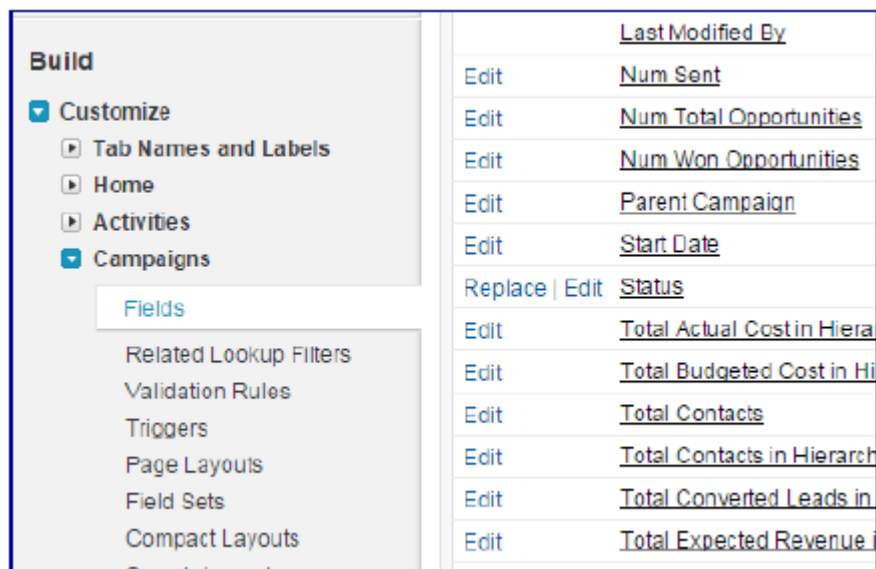 Build
Customize
Tab Names and Labels
Home
Activities
Campaigns
Fields
Related Lookup Filters
Validation Rules
Triggers
Page Layouts
Field Sets
Compact Layouts
Last Modified By
Edit Num Sent
Edit Num Total Opportunities
Edit Num Won Opportunities
Edit Parent Campaign
Edit Start Date
Replace | Edit Status
Edit Total Actual Cost in
Edit Total Budgeted Cost in
Edit Total Contacts
Edit Total Contacts in
Edit Total Converted Leads in
Edit Total Expected Revenue